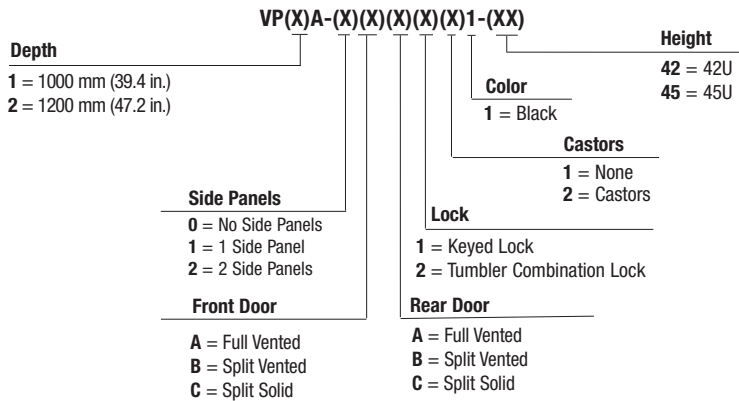 VP(X)A-(X)(X)(X)(X)(X)1-(XX)
Depth
1 = 1000 mm (39.4 in.)
2 = 1200 mm (47.2 in.)
Height
42 = 42U
45 = 45U
Color
1 = Black
Castors
1 = None
2 = Castors
Side Panels
0 = No Side Panels
1 = 1 Side Panel
2 = 2 Side Panels
Lock
1 = Keyed Lock
2 = Tumbler Combination Lock
Front Door
A = Full Vented
B = Split Vented
C = Split Solid
Rear Door
A = Full Vented
B = Split Vented
C = Split Solid